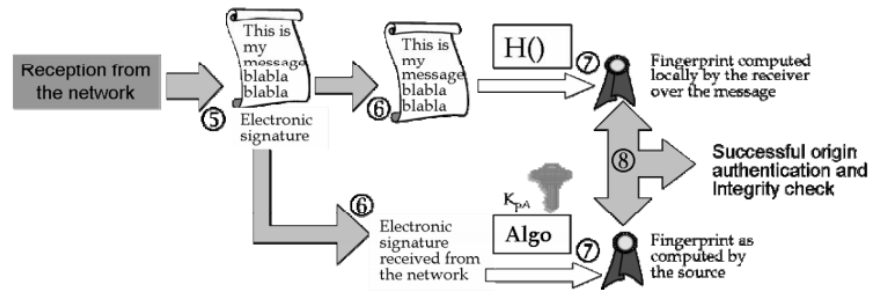 This is
my
message
blabla
blabla
This is
my
message
blabla
blabla
H()
⑦
Fingerprint computed
locally by the receiver
over the message
Reception from
the network
⑤
Electronic
signature
⑥
⑧
Successful origin
authentication and
Integrity check
⑥
KpA
Electronic
signature
received from
the network
Algo
⑦
Fingerprint as
computed by
the source